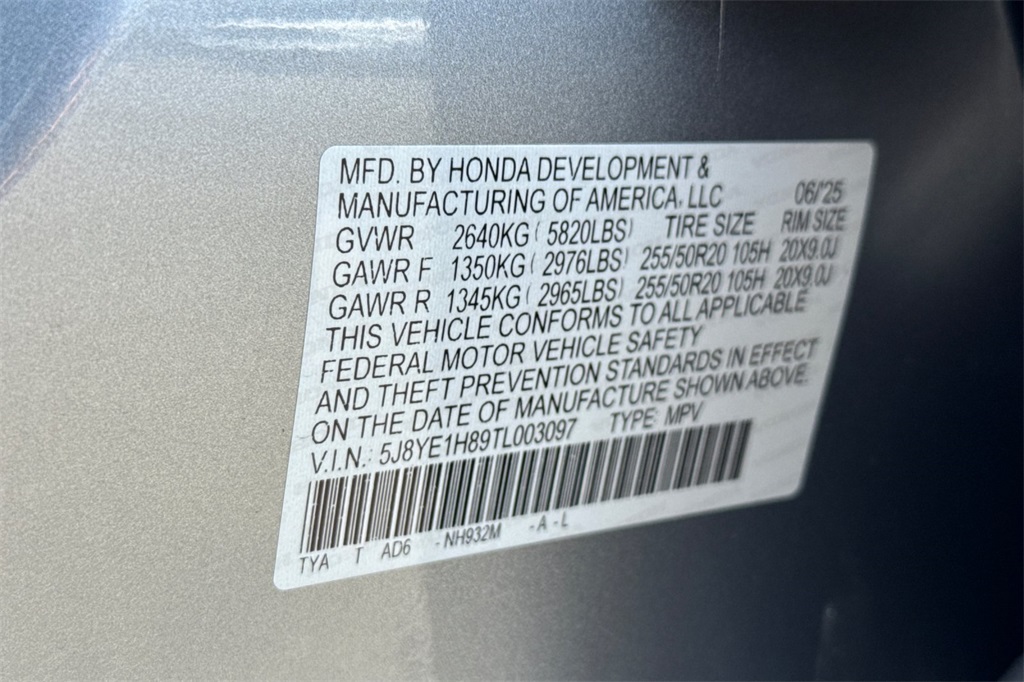 MFD. BY HONDA DEVELOPMENT &
MANUFACTURING OF AMERICA, LLC 06/'25
GVWR 2640KG ( 5820LBS) TIRE SIZE RIM SIZE
GAWR F 1350KG ( 2976LBS) 255/50R20 105H 20X9.0J
GAWR R 1345KG ( 2965LBS) 255/50R20 105H 20X9.0J
THIS VEHICLE CONFORMS TO ALL APPLICABLE
FEDERAL MOTOR VEHICLE SAFETY
AND THEFT PREVENTION STANDARDS IN EFFECT
ON THE DATE OF MANUFACTURE SHOWN ABOVE.
V.I.N.: 5J8YE1H89TL003097 TYPE: MPV
TYA T AD6 - NH932M - A - L